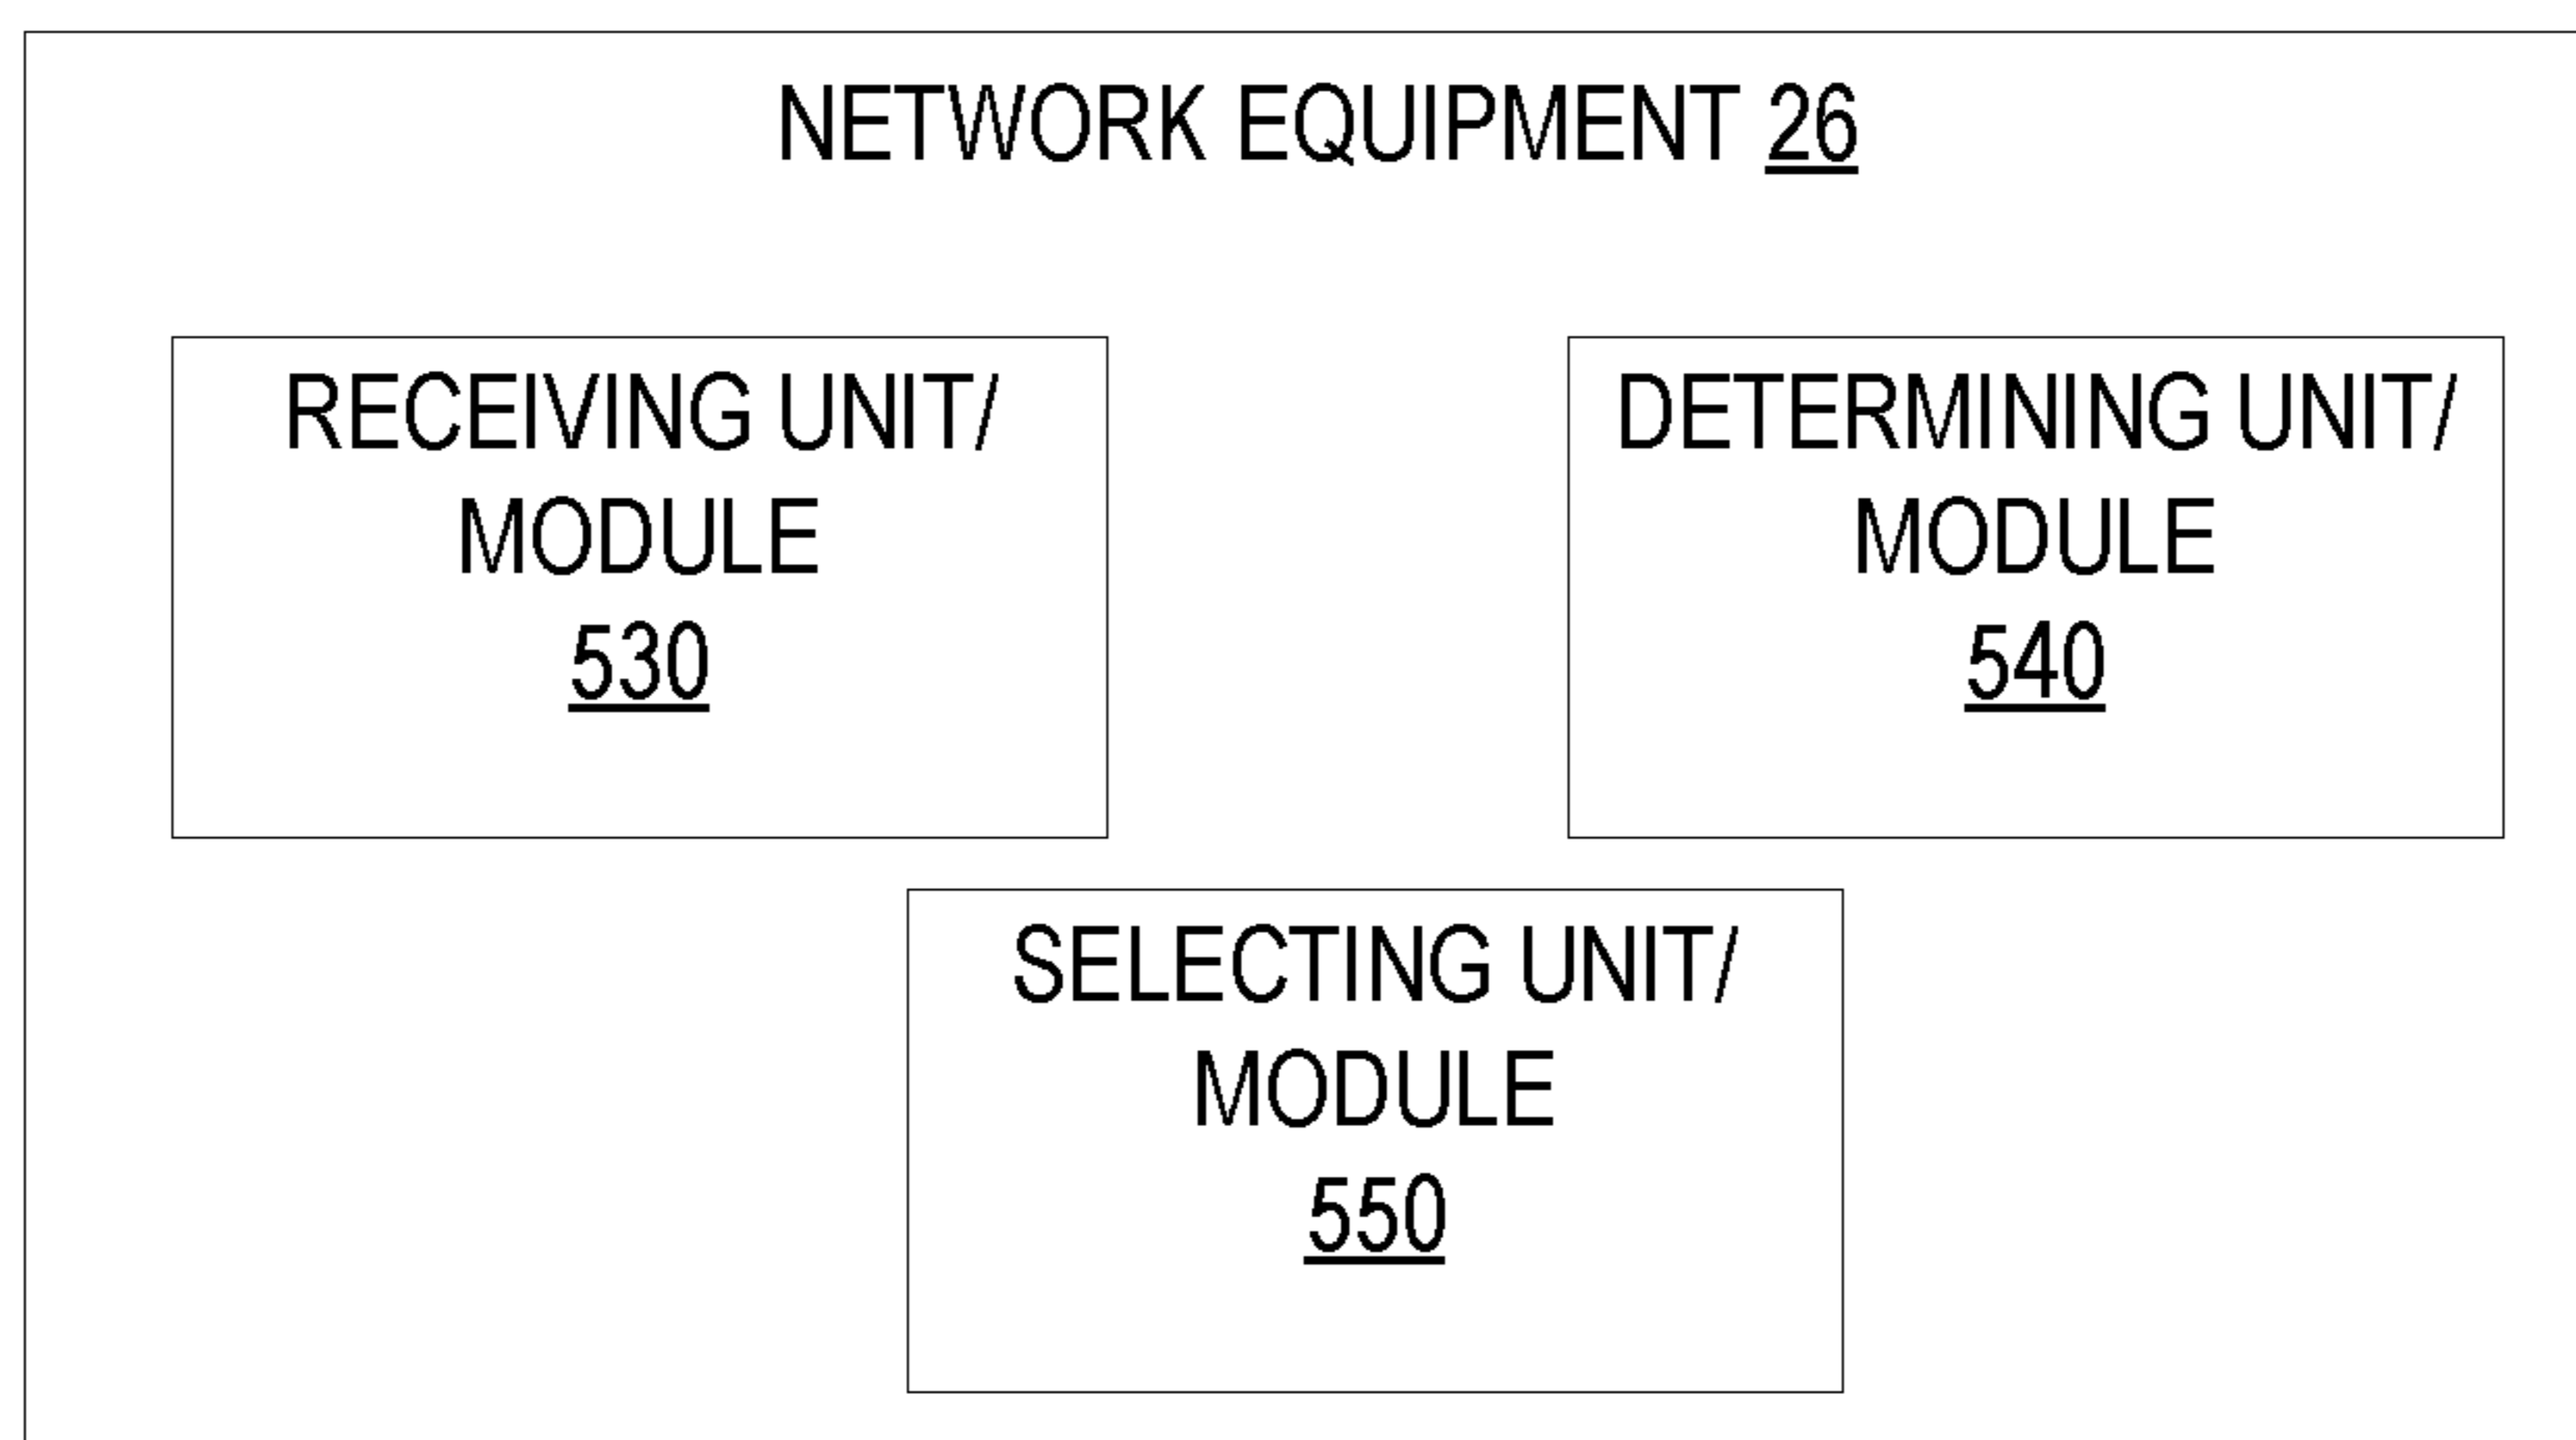 NETWORK EQUIPMENT 26
RECEIVING UNIT/
MODULE
530
DETERMINING UNIT/
MODULE
540
SELECTING UNIT/
MODULE
550